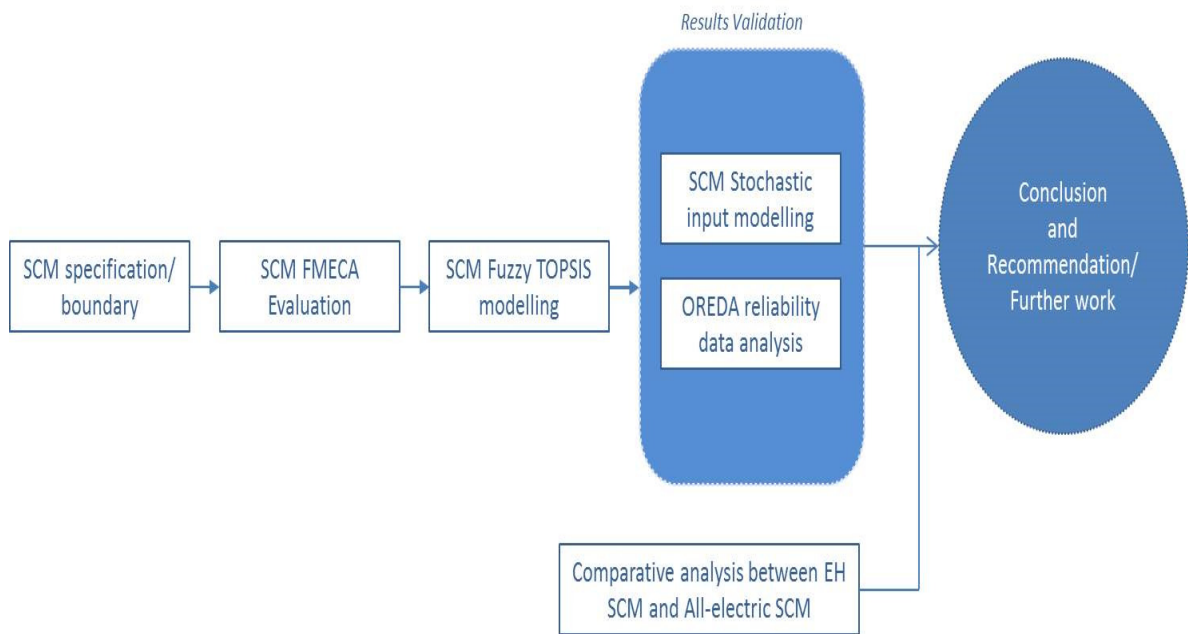 Results Validation
SCM specification/
boundary
SCM FMECA
Evaluation
SCM Fuzzy TOPSIS
modelling
SCM Stochastic
input modelling
OREDA reliability
data analysis
Conclusion
and
Recommendation/
Further work
Comparative analysis between EH
SCM and All-electric SCM